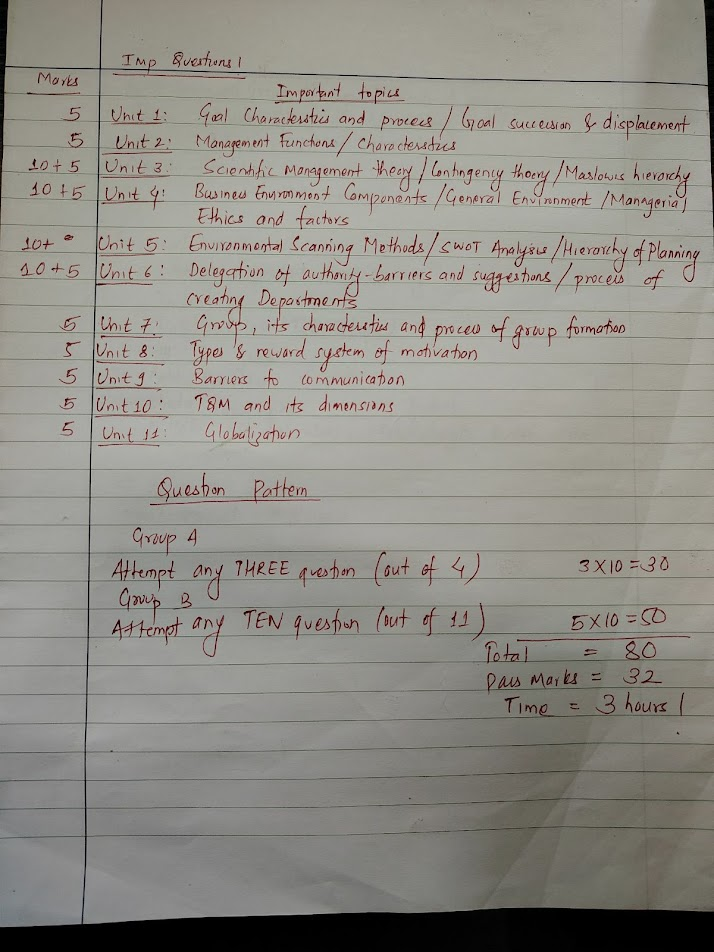 Imp Questions |
Marks
Important topics
5 Unit 1: Goal Characterstics and process / Goal succession & displacement
5 Unit 2: Management Functions / Characterstics
10+5 Unit 3: Scientific Management theory / Contingency theory / Maslow's hierarchy
10+5 Unit 4: Business Environment Components / General Environment / Managerial
Ethics and factors
10+ Unit 5: Environmental Scanning Methods / SWOT Analysis / Hierarchy of Planning
10+5 Unit 6: Delegation of authority-barriers and suggestions / process of
Creating Departments
5 Unit 7: Group, its characterstics and process of group formation
5 Unit 8: Types & reward system of motivation
5 Unit 9: Barriers to communication
5 Unit 10: TQM and its dimensions
5 Unit 11: Globalization
Question Pattern
Group A
Attempt any THREE question (out of 4) 3×10=30
Group B
Attempt any TEN question (out of 11) 5×10=50
Total = 80
Pass Marks = 32
Time = 3 hours |